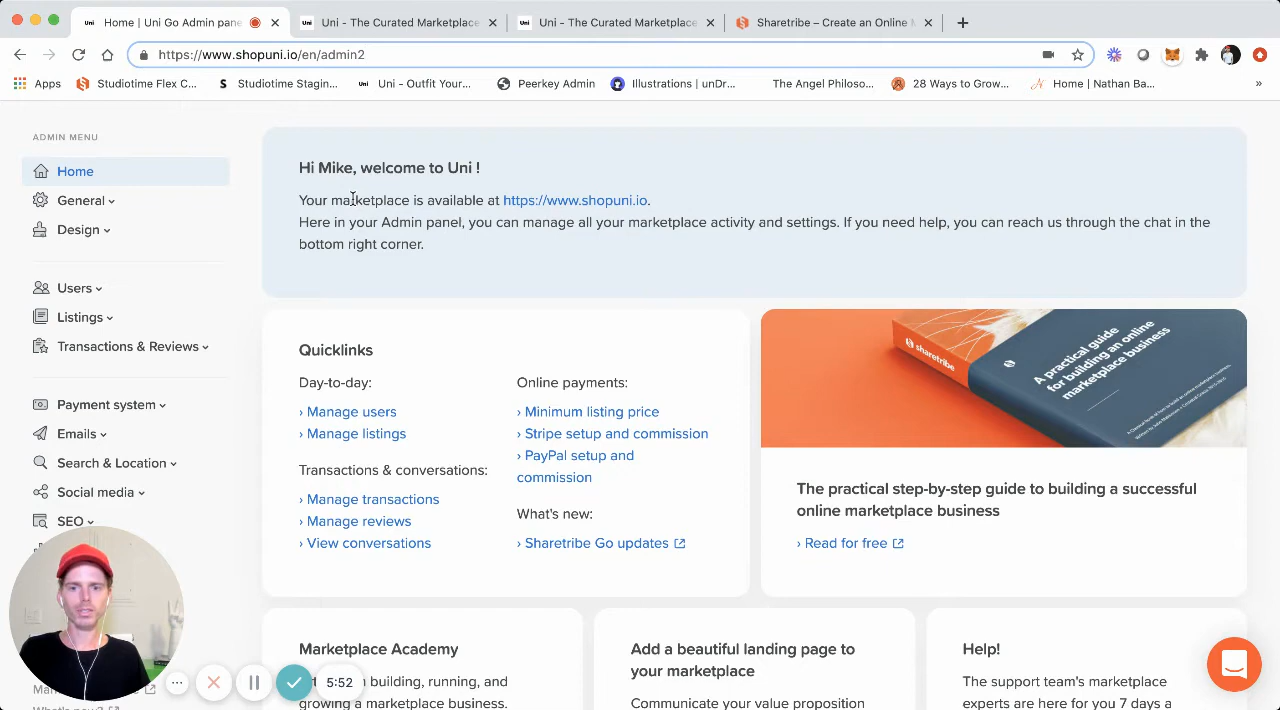 Home | Uni Go Admin pane
Uni - The Curated Marketplace
Uni - The Curated Marketplace
Sharetribe – Create an Online M
https://www.shopuni.io/en/admin2
Apps
Studiotime Flex C...
Studiotime Stagin...
Uni - Outfit Your...
Peerkey Admin
Illustrations | unDr...
The Angel Philoso...
28 Ways to Grow...
Home | Nathan Ba...
»
ADMIN MENU
Home
General
Design
Users
Listings
Transactions & Reviews
Payment system
Emails
Search & Location
Social media
SEO
What's new?
Hi Mike, welcome to Uni !
Your marketplace is available at https://www.shopuni.io.
Here in your Admin panel, you can manage all your marketplace activity and settings. If you need help, you can reach us through the chat in the
bottom right corner.
Quicklinks
Day-to-day:
› Manage users
› Manage listings
Transactions & conversations:
› Manage transactions
› Manage reviews
› View conversations
Online payments:
› Minimum listing price
› Stripe setup and commission
› PayPal setup and
commission
What's new:
› Sharetribe Go updates
sharetribe
A practical guide
for building an online
marketplace business
The practical step-by-step guide to building a successful
online marketplace business
› Read for free
Marketplace Academy
on building, running, and
growing a marketplace business.
Add a beautiful landing page to
your marketplace
Communicate your value proposition
Help!
The support team's marketplace
experts are here for you 7 days a
5:52